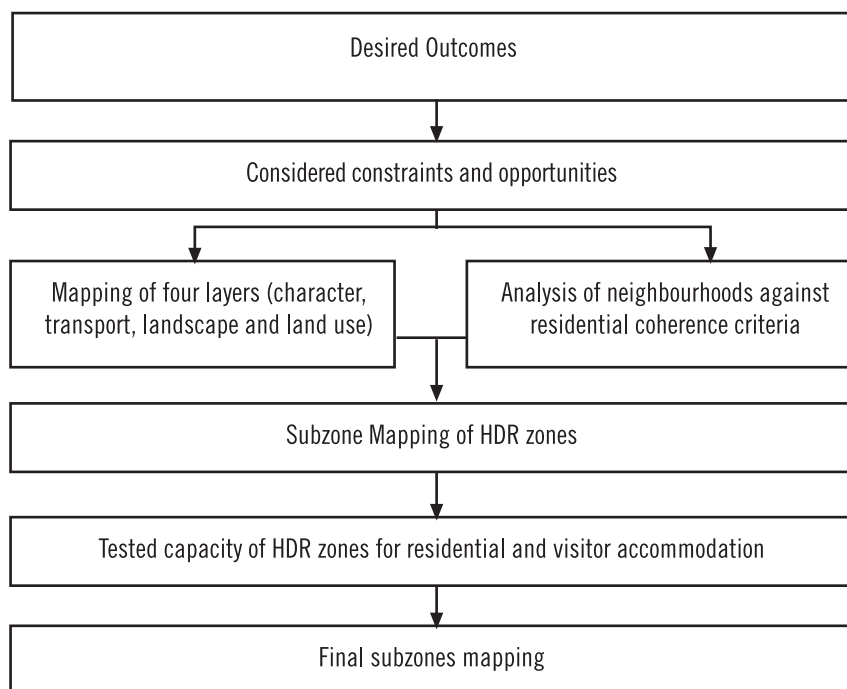 Desired Outcomes
Considered constraints and opportunities
Mapping of four layers (character,
transport, landscape and land use)
Analysis of neighbourhoods against
residential coherence criteria
Subzone Mapping of HDR zones
Tested capacity of HDR zones for residential and visitor accommodation
Final subzones mapping